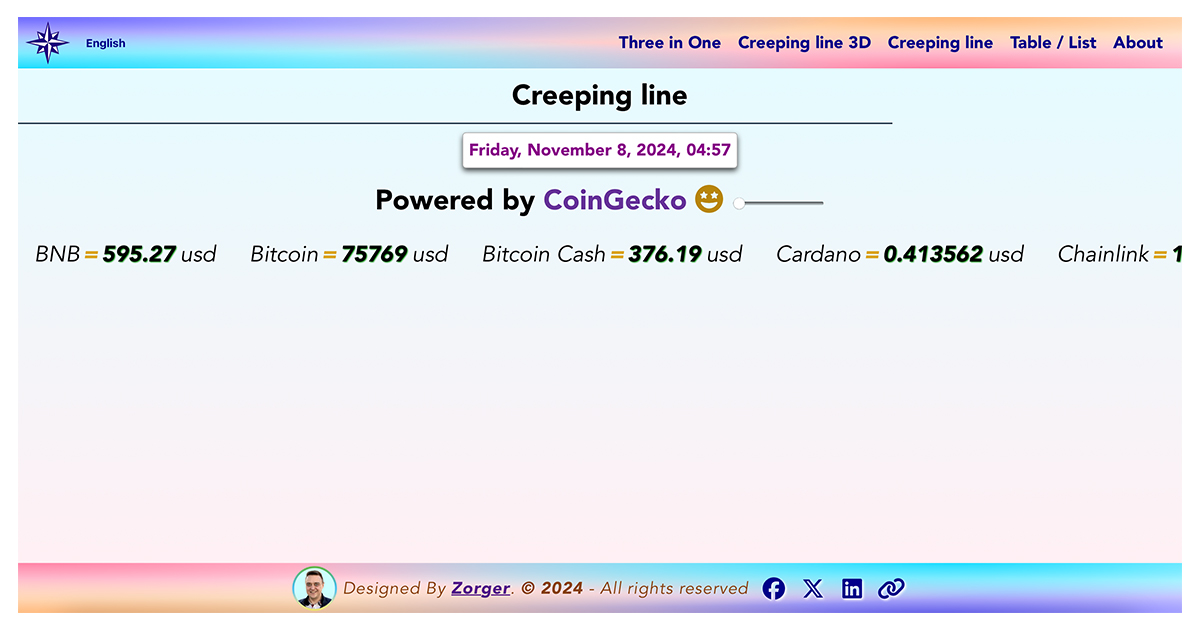 English Three in One Creeping line 3D Creeping line Table / List About
Creeping line
Friday, November 8, 2024, 04:57
Powered by CoinGecko
BNB = 595.27 usd Bitcoin = 75769 usd Bitcoin Cash = 376.19 usd Cardano = 0.413562 usd Chainlink = 1
Designed By Zorger. © 2024 - All rights reserved